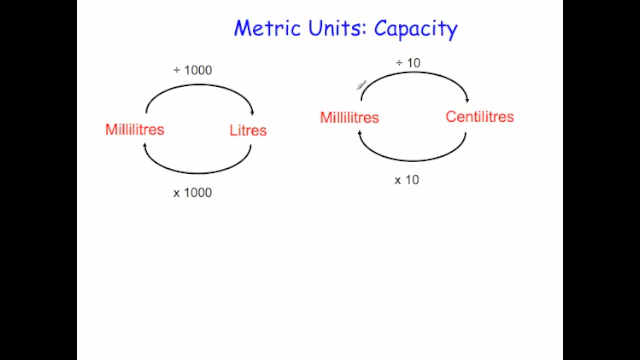 Metric Units: Capacity
÷ 1000
Millilitres
Litres
x 1000
÷ 10
Millilitres
Centilitres
x 10